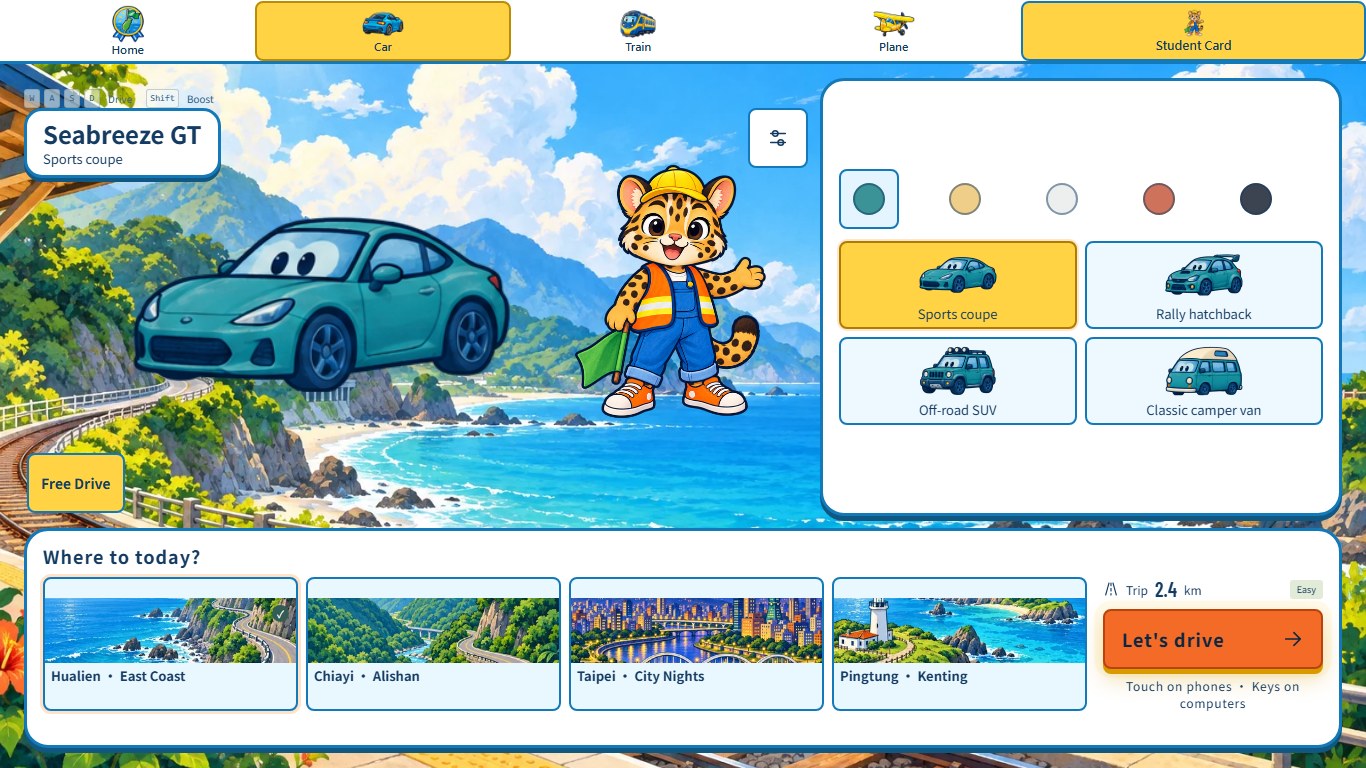 Home
Car
Train
Plane
Student Card
W A S D Drive Shift Boost
Seabreeze GT
Sports coupe
Sports coupe
Rally hatchback
Off-road SUV
Classic camper van
Free Drive
Where to today?
Hualien • East Coast
Chiayi • Alishan
Taipei • City Nights
Pingtung • Kenting
Trip 2.4 km
Easy
Let's drive
Touch on phones • Keys on
computers